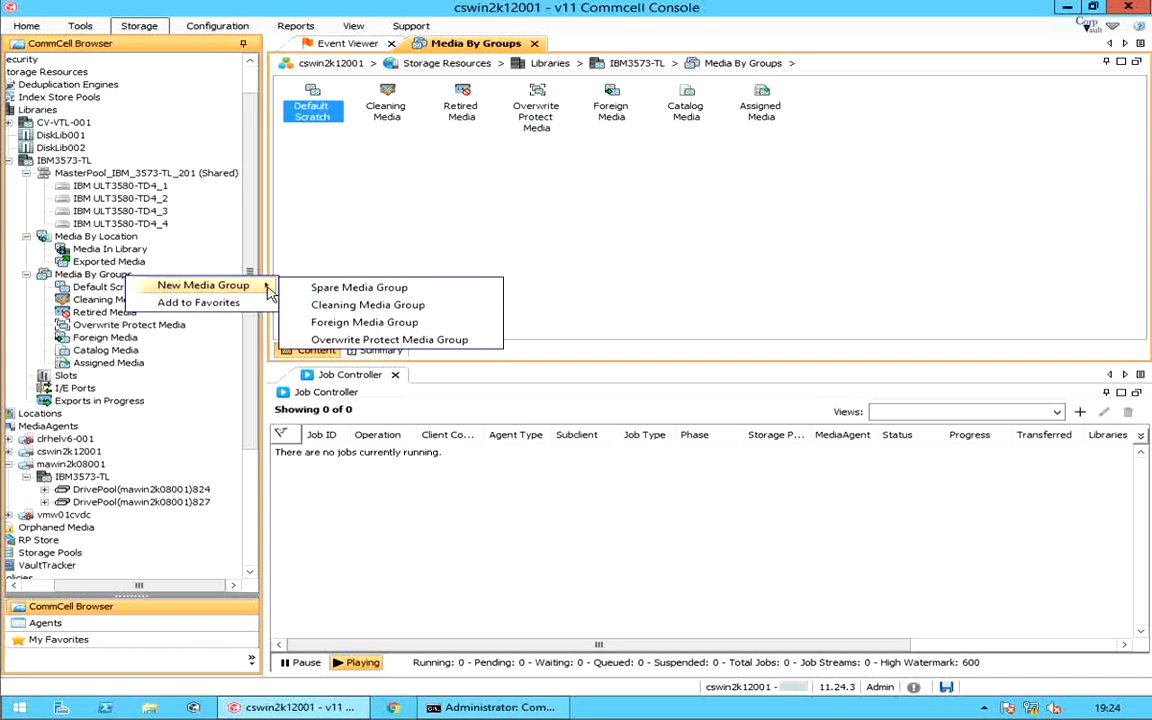 cswin2k12001 - v11 Commcell Console
Home Tools Storage Configuration Reports View Support
CommCell Browser
ecurity
torage Resources
Deduplication Engines
Index Store Pools
Libraries
CV-VTL-001
DiskLib001
DiskLib002
IBM3573-TL
MasterPool_IBM_3573-TL_201 (Shared)
IBM ULT3580-TD4_1
IBM ULT3580-TD4_2
IBM ULT3580-TD4_3
IBM ULT3580-TD4_4
Media By Location
Media In Library
Exported Media
Media By Groups
Default Scr
Cleaning M
Retired Media
Overwrite Protect Media
Foreign Media
Catalog Media
Assigned Media
Slots
I/E Ports
Exports in Progress
Locations
MediaAgents
clrhelv6-001
cswin2k12001
mawin2k08001
IBM3573-TL
DrivePool(mawin2k08001)824
DrivePool(mawin2k08001)827
vmw01cvdc
Orphaned Media
RP Store
Storage Pools
VaultTracker
CommCell Browser
Agents
My Favorites
New Media Group
Add to Favorites
Spare Media Group
Cleaning Media Group
Foreign Media Group
Overwrite Protect Media Group
Event Viewer Media By Groups
cswin2k12001 > Storage Resources > Libraries > IBM3573-TL > Media By Groups >
Default Scratch
Cleaning Media
Retired Media
Overwrite Protect Media
Foreign Media
Catalog Media
Assigned Media
Content Summary
Job Controller
Job Controller
Showing 0 of 0 Views:
Job ID Operation Client Co... Agent Type Subclient Job Type Phase Storage P... MediaAgent Status Progress Transferred Libraries
There are no jobs currently running.
Pause Playing Running: 0 - Pending: 0 - Waiting: 0 - Queued: 0 - Suspended: 0 - Total Jobs: 0 - Job Streams: 0 - High Watermark: 600
cswin2k12001 - 11.24.3 Admin
cswin2k12001 - v11 ... Administrator: Com... 19:24